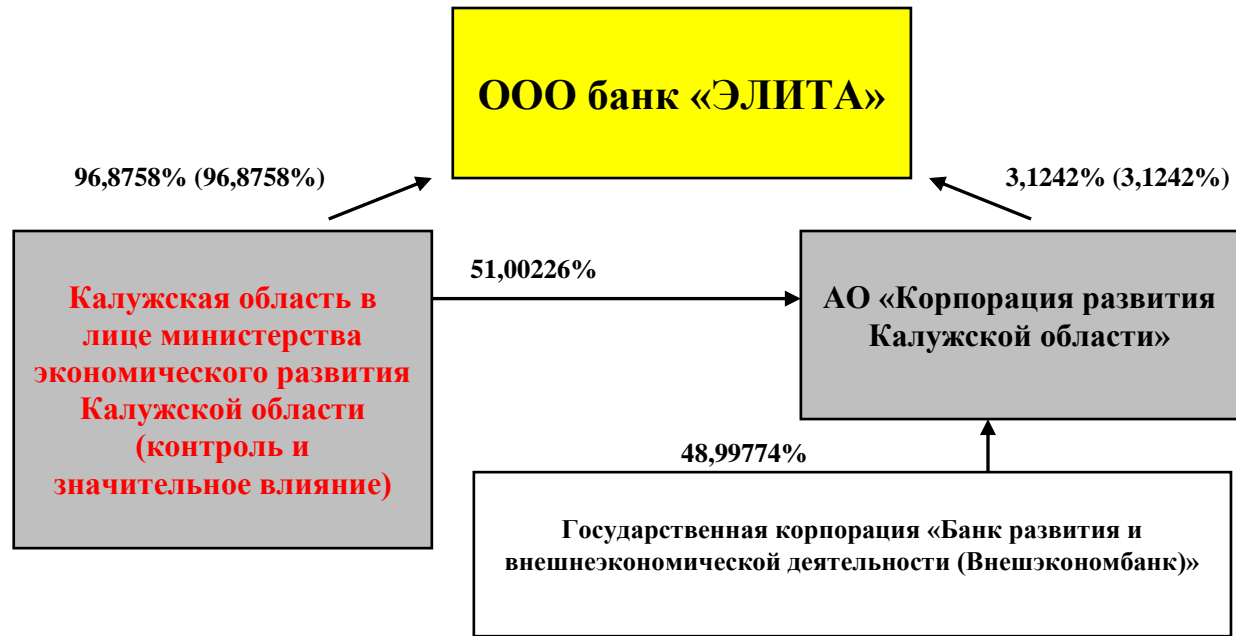 ООО банк «ЭЛИТА»
96,8758% (96,8758%)
3,1242% (3,1242%)
Калужская область в
лице министерства
экономического развития
Калужской области
(контроль и
значительное влияние)
51,00226%
АО «Корпорация развития
Калужской области»
48,99774%
Государственная корпорация «Банк развития и
внешнеэкономической деятельности (Внешэкономбанк)»